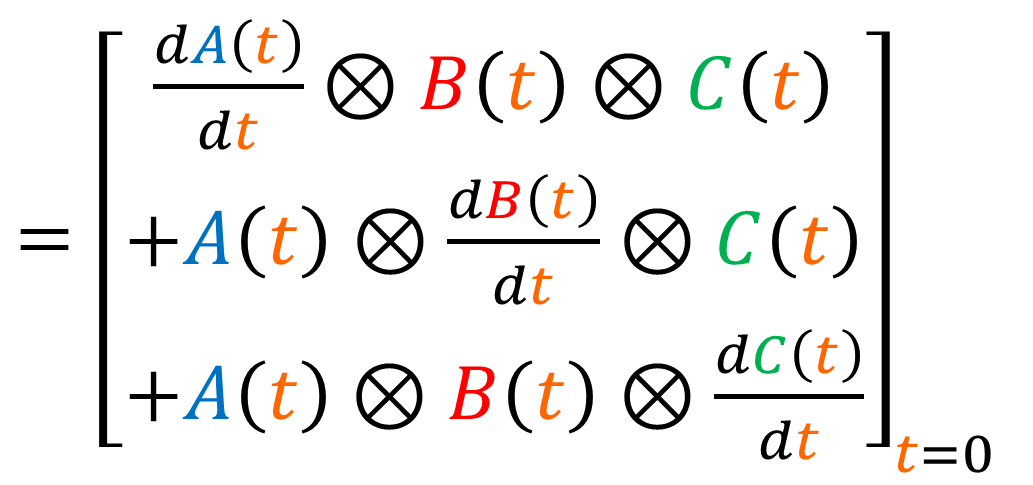 = [ dA(t)/dt ⊗ B(t) ⊗ C(t)
+A(t) ⊗ dB(t)/dt ⊗ C(t)
+A(t) ⊗ B(t) ⊗ dC(t)/dt ] t=0